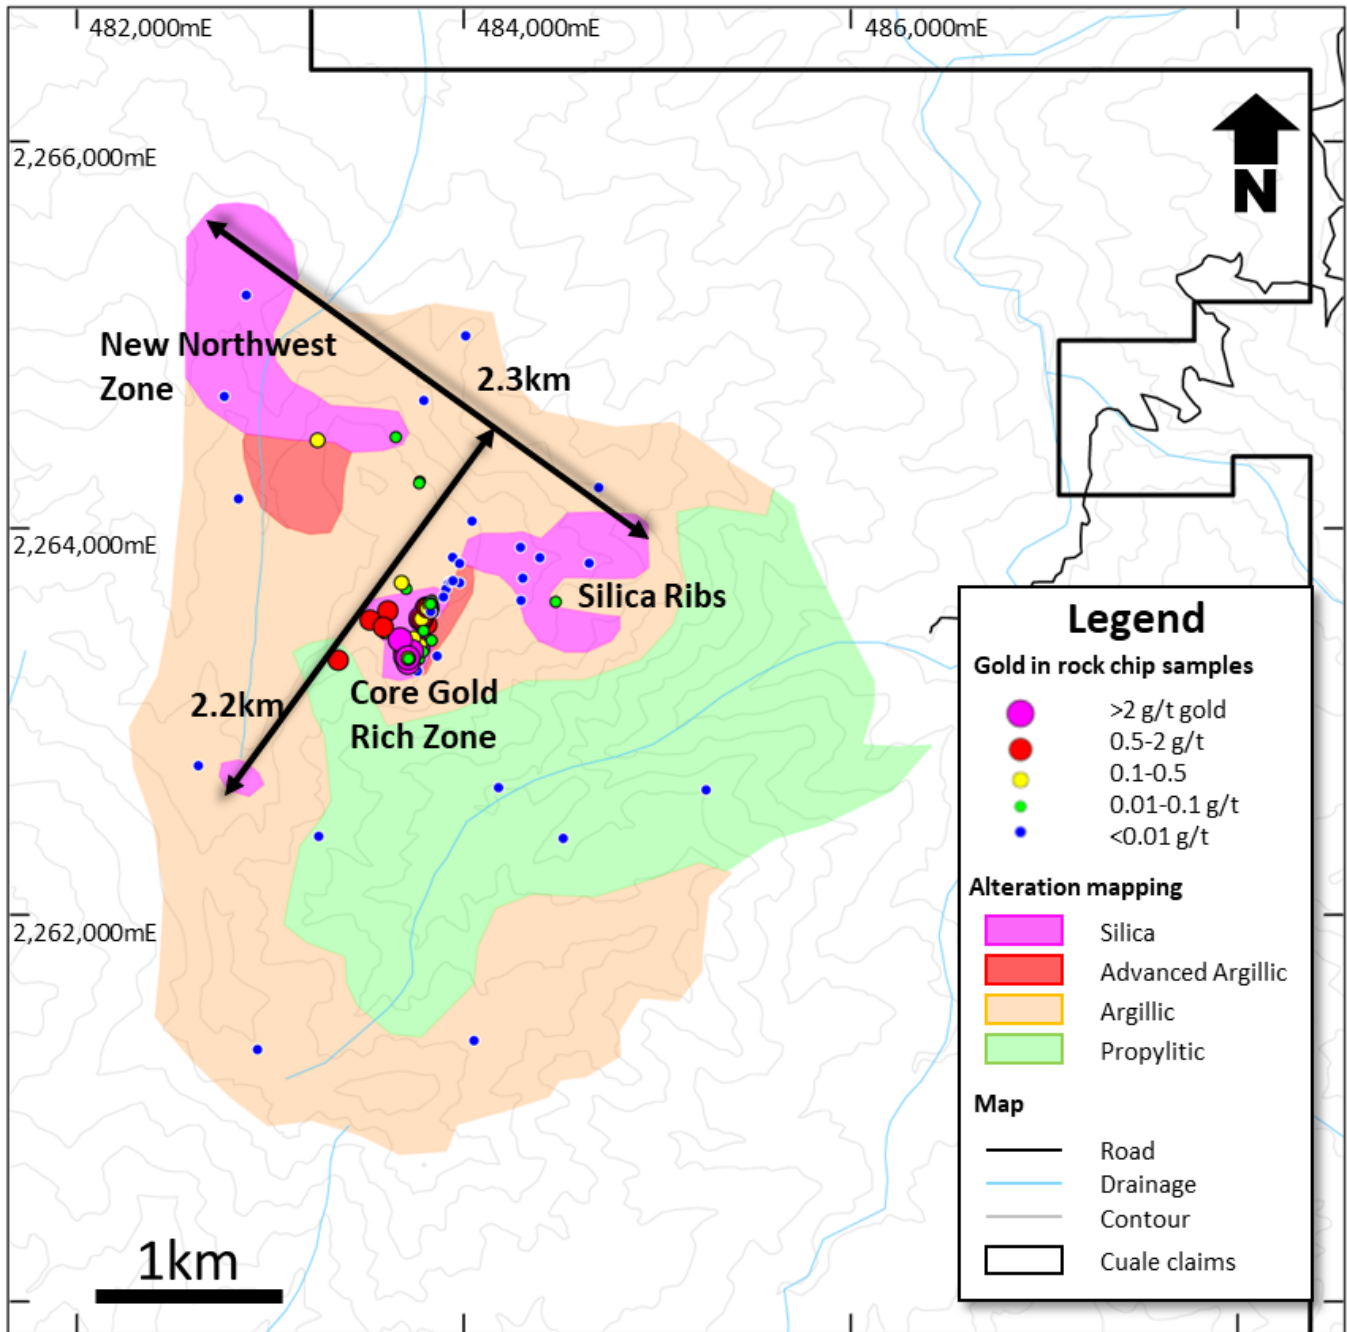 482,000mE
484,000mE
486,000mE
2,266,000mE
N
New Northwest
Zone
2.3km
2,264,000mE
Silica Ribs
Core Gold
Rich Zone
2.2km
2,262,000mE
1km
Legend
Gold in rock chip samples
>2 g/t gold
0.5-2 g/t
0.1-0.5
0.01-0.1 g/t
<0.01 g/t
Alteration mapping
Silica
Advanced Argillic
Argillic
Propylitic
Map
Road
Drainage
Contour
Cuale claims